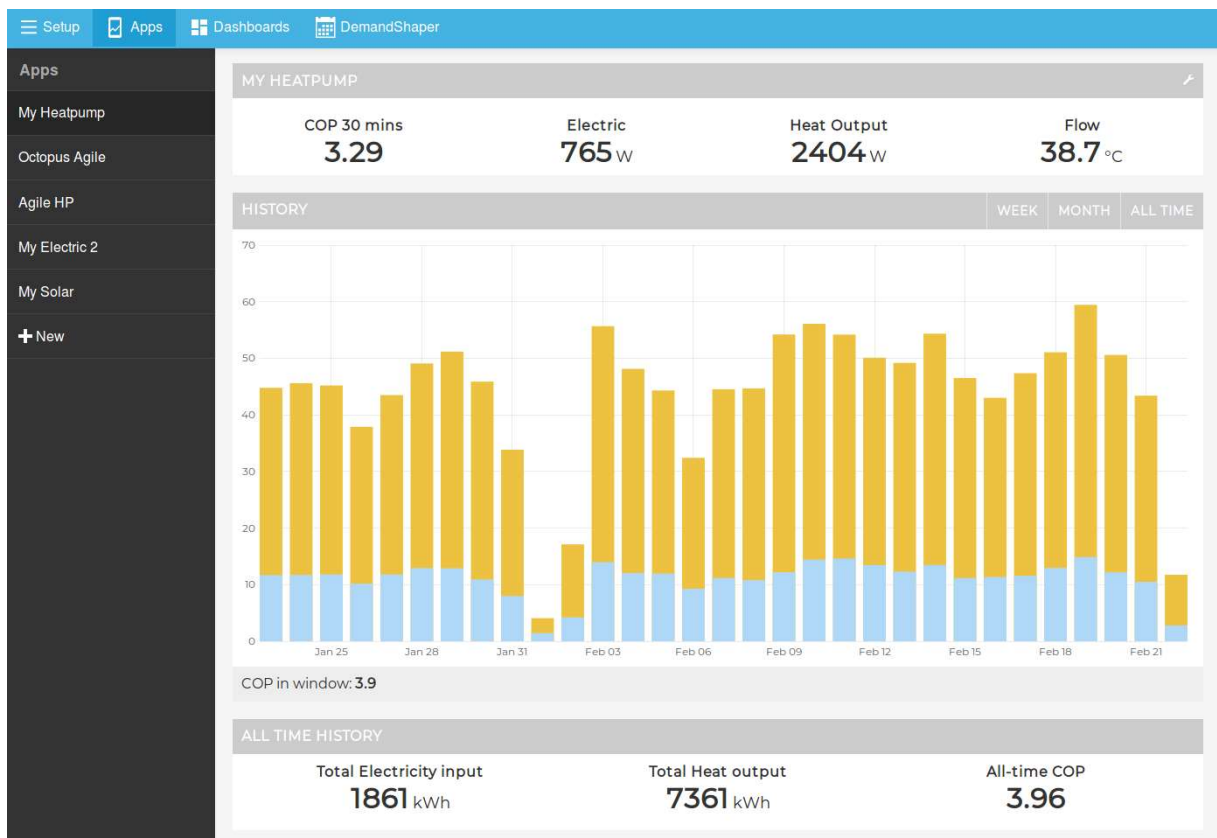 Setup Apps Dashboards DemandShaper
Apps
My Heatpump
Octopus Agile
Agile HP
My Electric 2
My Solar
New
MY HEATPUMP
COP 30 mins Electric Heat Output Flow
3.29 765 W 2404 W 38.7 °C
HISTORY WEEK MONTH ALL TIME
70
60
50
40
30
20
10
0
Jan 25 Jan 28 Jan 31 Feb 03 Feb 06 Feb 09 Feb 12 Feb 15 Feb 18 Feb 21
COP in window: 3.9
ALL TIME HISTORY
Total Electricity input Total Heat output All-time COP
1861 kWh 7361 kWh 3.96